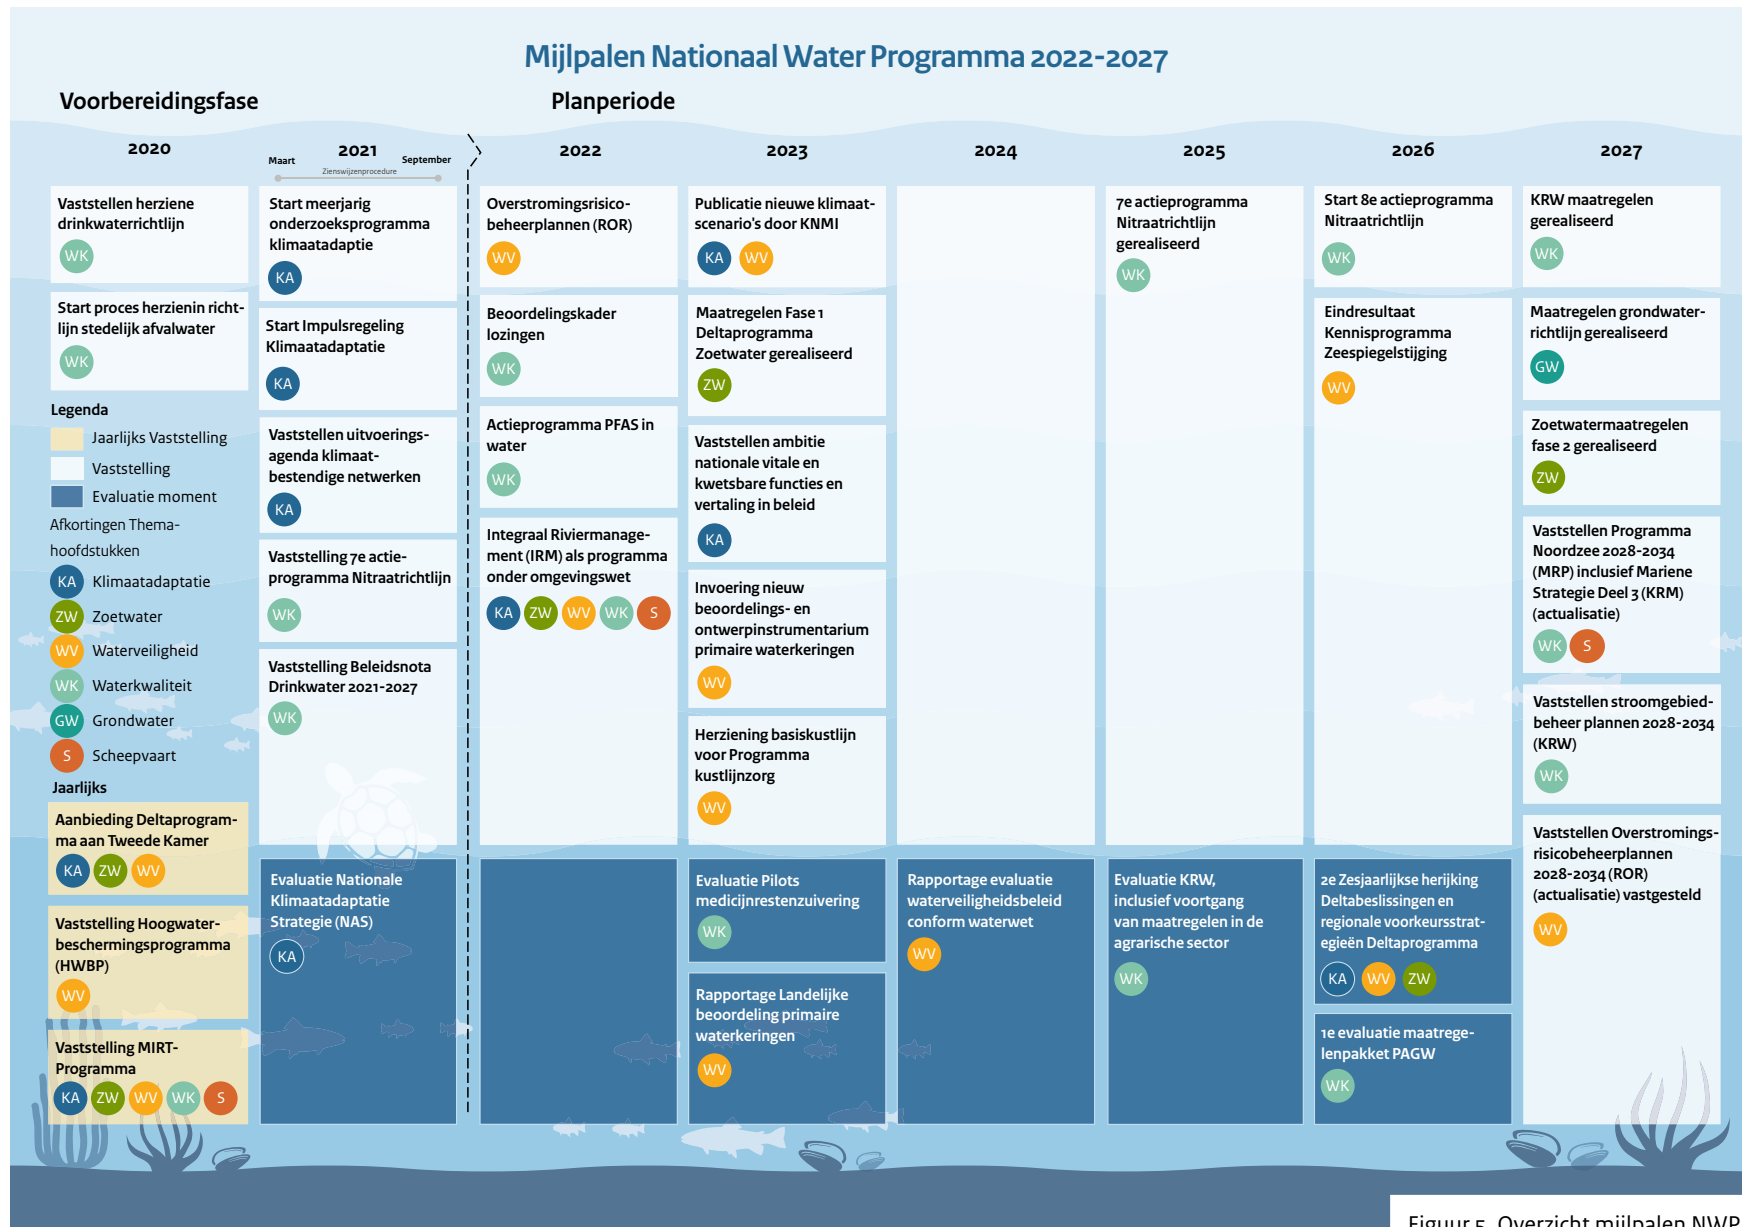 Mijlpalen Nationaal Water Programma 2022-2027
Voorbereidingsfase
Planperiode
2020
Vaststellen herziene
drinkwaterrichtlijn
WK
Start proces herzienin richt-
lijn stedelijk afvalwater
WK
Legenda
Jaarlijks Vaststelling
Vaststelling
Evaluatie moment
Afkortingen Thema-
hoofdstukken
KA Klimaatadaptatie
ZW Zoetwater
WV Waterveiligheid
WK Waterkwaliteit
GW Grondwater
S Scheepvaart
Jaarlijks
Aanbieding Deltaprogram-
ma aan Tweede Kamer
KA ZW WV
Vaststelling Hoogwater-
beschermingsprogramma
(HWBP)
WV
Vaststelling MIRT-
Programma
KA ZW WV WK S
2021
Maart
September
Zienswijzenprocedure
Start meerjarig
onderzoeksprogramma
klimaatadaptie
KA
Start Impulsregeling
Klimaatadaptatie
KA
Vaststellen uitvoerings-
agenda klimaat-
bestendige netwerken
KA
Vaststelling 7e actie-
programma Nitraatrichtlijn
WK
Vaststelling Beleidsnota
Drinkwater 2021-2027
WK
Evaluatie Nationale
Klimaatadaptatie
Strategie (NAS)
KA
2022
Overstromingsrisico-
beheerplannen (ROR)
WV
Beoordelingskader
lozingen
WK
Actieprogramma PFAS in
water
WK
Integraal Riviermanage-
ment (IRM) als programma
onder omgevingswet
KA ZW WV WK S
2023
Publicatie nieuwe klimaat-
scenario's door KNMI
KA WV
Maatregelen Fase 1
Deltaprogramma
Zoetwater gerealiseerd
ZW
Vaststellen ambitie
nationale vitale en
kwetsbare functies en
vertaling in beleid
KA
Invoering nieuw
beoordelings- en
ontwerpinstrumentarium
primaire waterkeringen
WV
Herziening basiskustlijn
voor Programma
kustlijnzorg
WV
Evaluatie Pilots
medicijnrestenzuivering
WK
Rapportage Landelijke
beoordeling primaire
waterkeringen
WV
2024
Rapportage evaluatie
waterveiligheidsbeleid
conform waterwet
WV
2025
7e actieprogramma
Nitraatrichtlijn
gerealiseerd
WK
Evaluatie KRW,
inclusief voortgang
van maatregelen in de
agrarische sector
WK
2026
Start 8e actieprogramma
Nitraatrichtlijn
WK
Eindresultaat
Kennisprogramma
Zeespiegelstijging
WV
2e Zesjaarlijkse herijking
Deltabeslissingen en
regionale voorkeursstrat-
egieën Deltaprogramma
KA WV ZW
1e evaluatie maatrege-
lenpakket PAGW
WK
2027
KRW maatregelen
gerealiseerd
WK
Maatregelen grondwater-
richtlijn gerealiseerd
GW
Zoetwatermaatregelen
fase 2 gerealiseerd
ZW
Vaststellen Programma
Noordzee 2028-2034
(MRP) inclusief Mariene
Strategie Deel 3 (KRM)
(actualisatie)
WK S
Vaststellen stroomgebied-
beheer plannen 2028-2034
(KRW)
WK
Vaststellen Overstromings-
risicobeheerplannen
2028-2034 (ROR)
(actualisatie) vastgesteld
WV
Figuur 5. Overzicht mijlpalen NWP